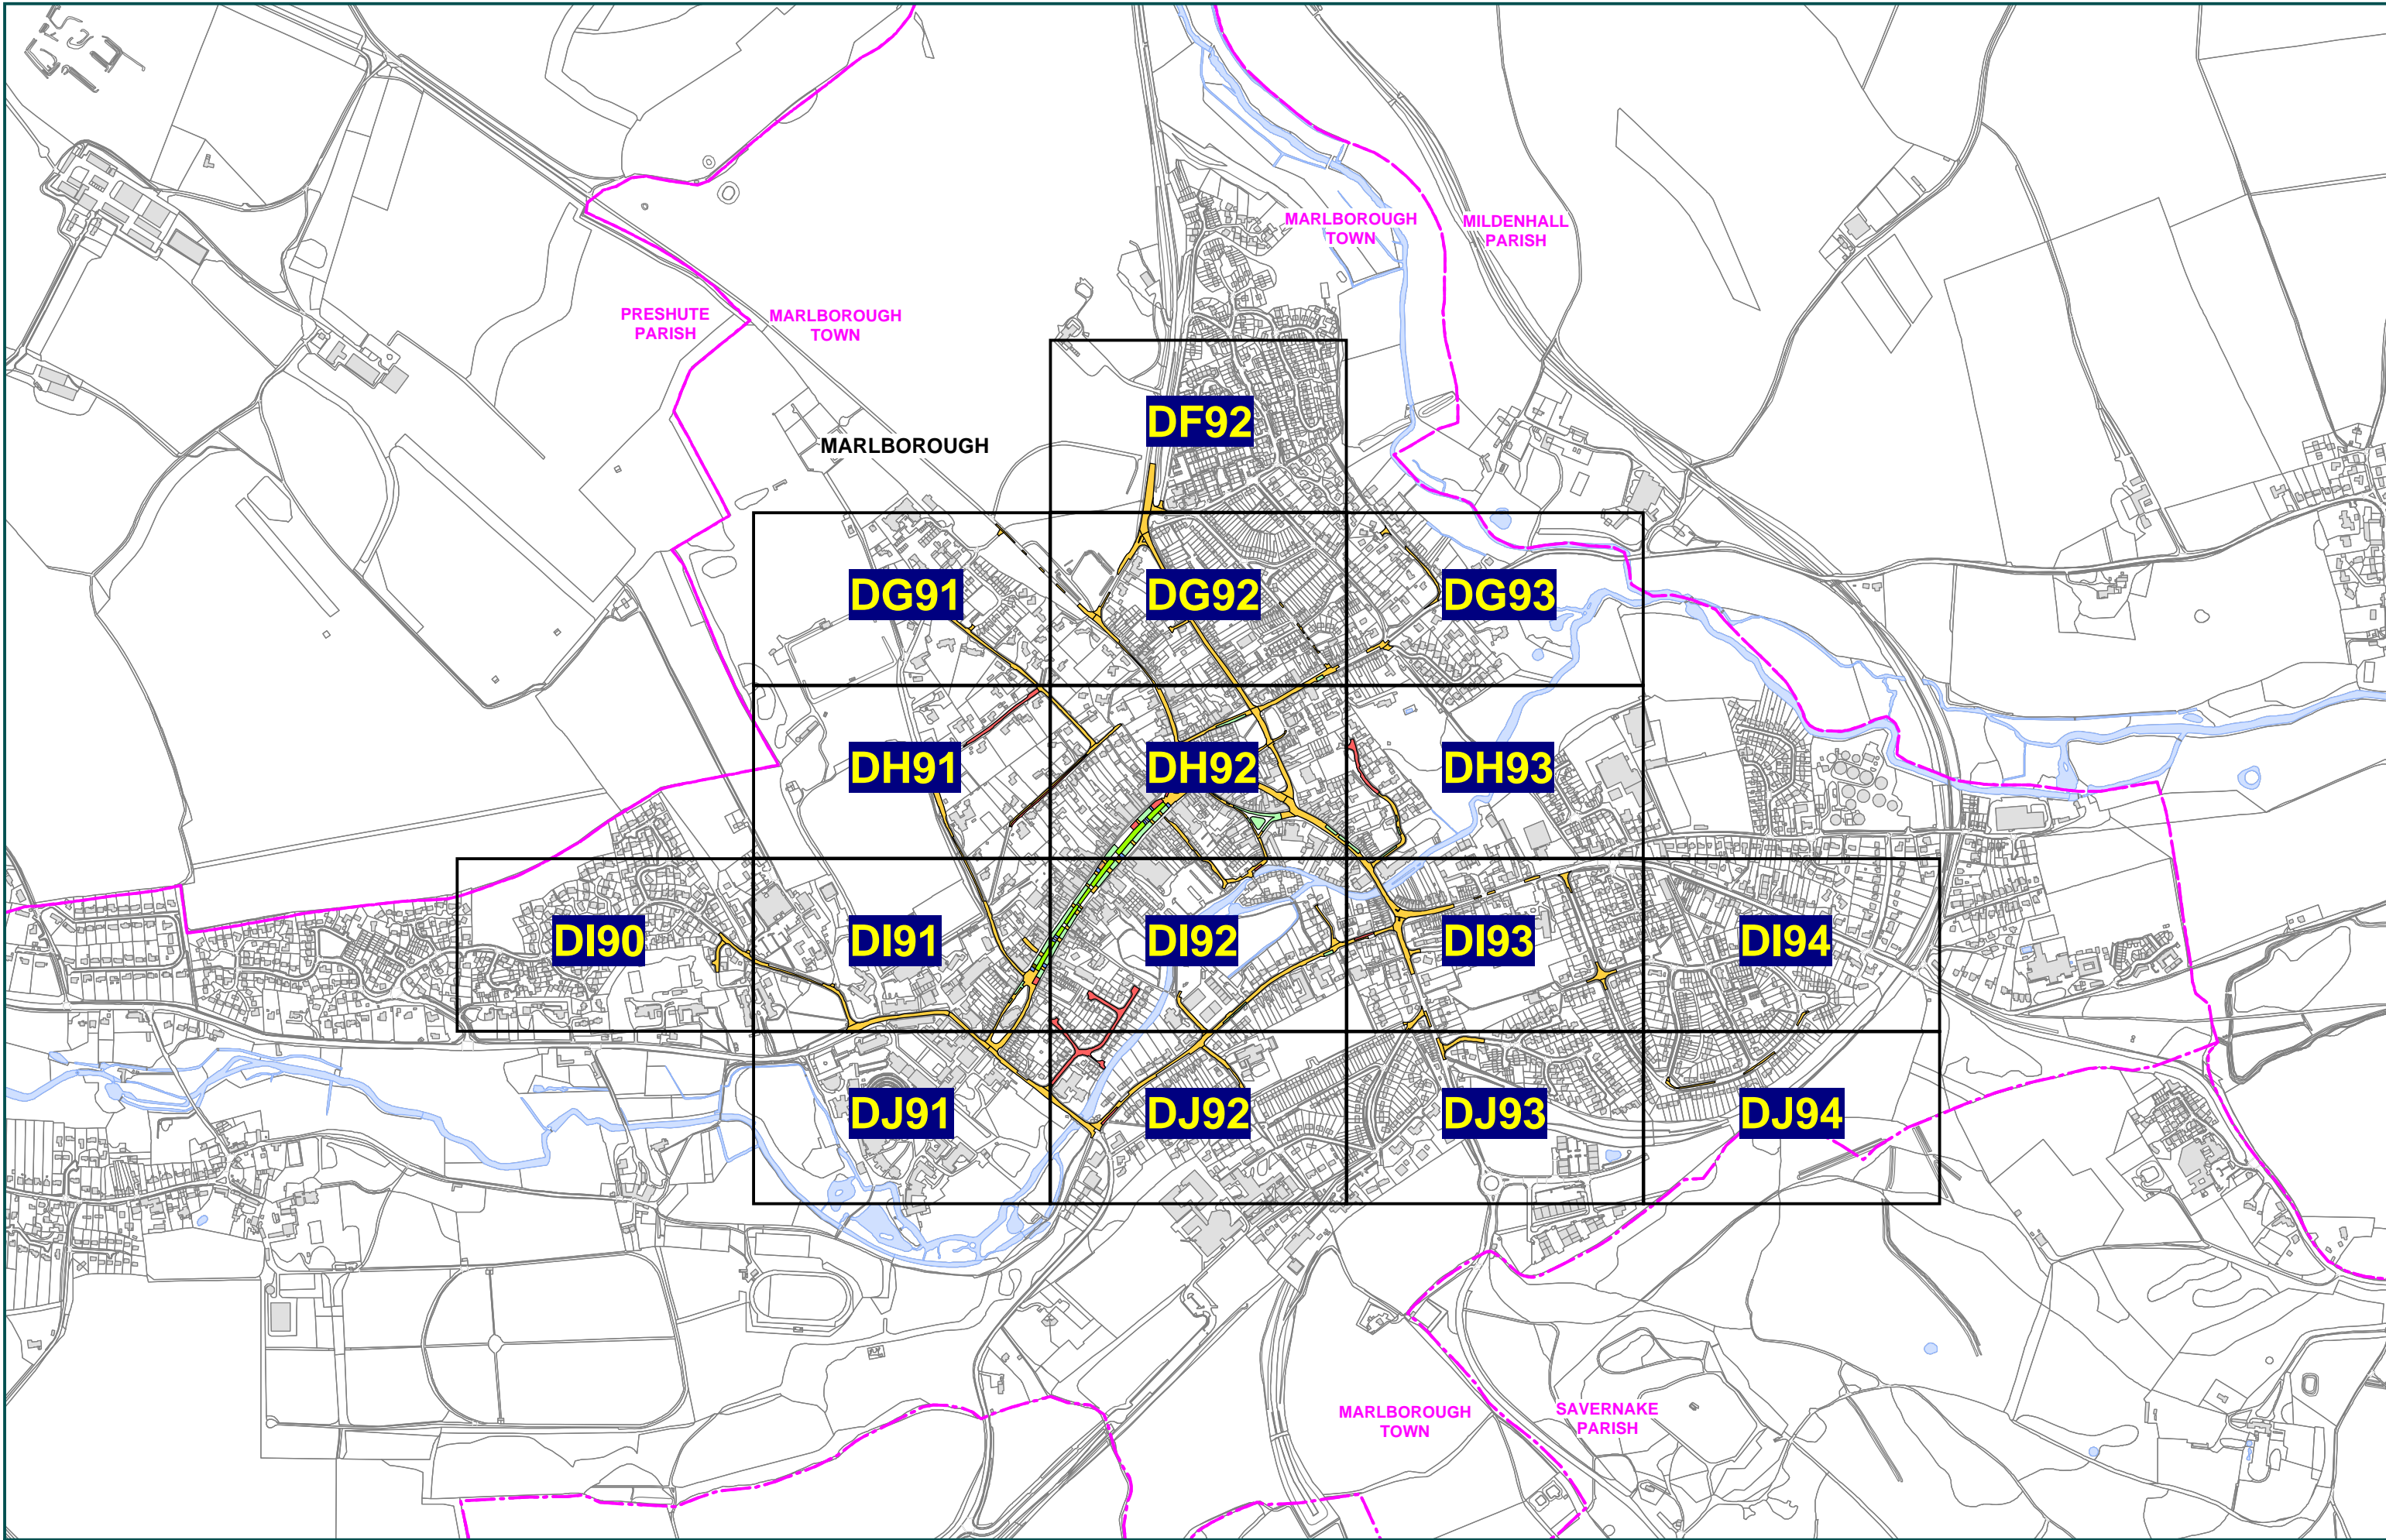 MARLBOROUGH
TOWN
MILDENHALL
PARISH
PRESHUTE
PARISH
MARLBOROUGH
TOWN
DF92
MARLBOROUGH
DG91
DG92
DG93
DH91
DH92
DH93
DI90
DI91
DI92
DI93
DI94
DJ91
DJ92
DJ93
DJ94
MARLBOROUGH
TOWN
SAVERNAKE
PARISH